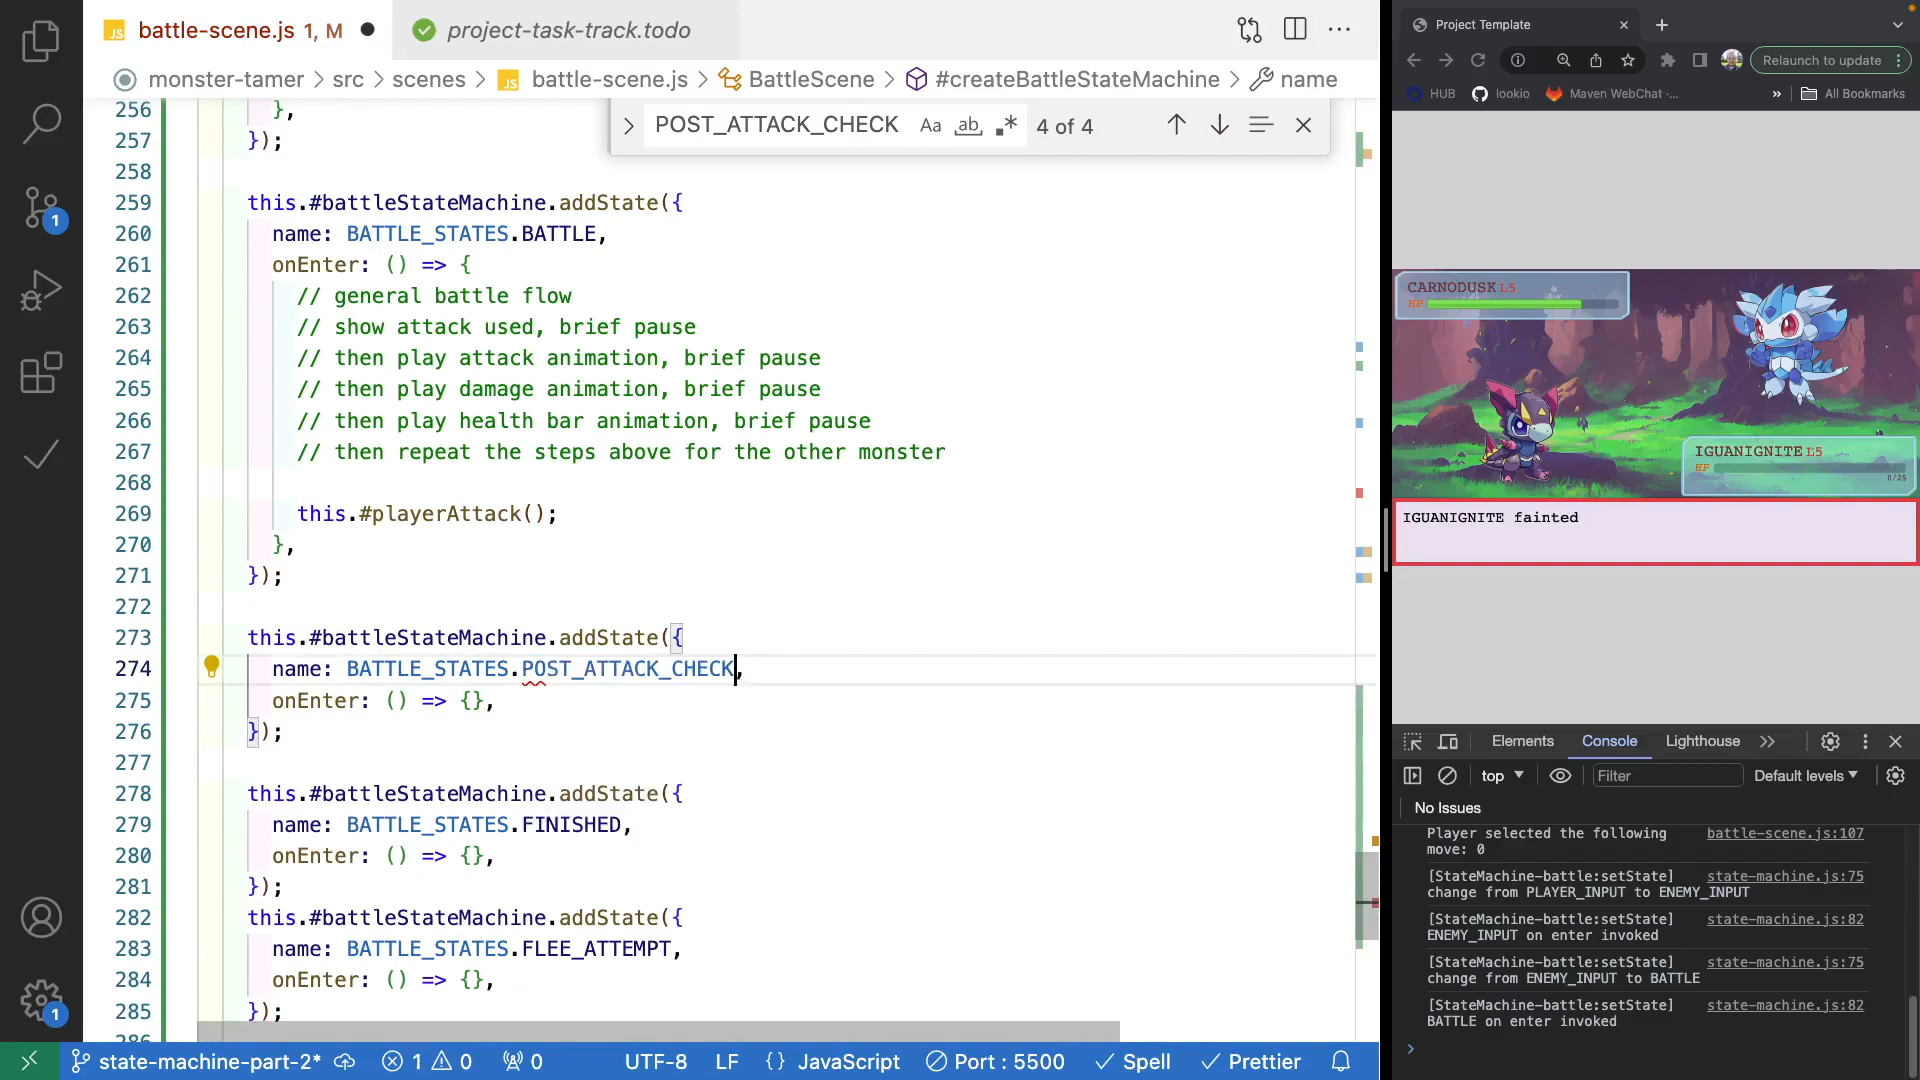 battle-scene.js 1, M
project-task-track.todo
monster-tamer > src > scenes > JS battle-scene.js > BattleScene > #createBattleStateMachine > name
POST_ATTACK_CHECK Aa ab .* 4 of 4
256 },
257 });
258
259 this.#battleStateMachine.addState({
260 name: BATTLE_STATES.BATTLE,
261 onEnter: () => {
262 // general battle flow
263 // show attack used, brief pause
264 // then play attack animation, brief pause
265 // then play damage animation, brief pause
266 // then play health bar animation, brief pause
267 // then repeat the steps above for the other monster
268
269 this.#playerAttack();
270 },
271 });
272
273 this.#battleStateMachine.addState({
274 name: BATTLE_STATES.POST_ATTACK_CHECK,
275 onEnter: () => {},
276 });
277
278 this.#battleStateMachine.addState({
279 name: BATTLE_STATES.FINISHED,
280 onEnter: () => {},
281 });
282 this.#battleStateMachine.addState({
283 name: BATTLE_STATES.FLEE_ATTEMPT,
284 onEnter: () => {},
285 });
1
1
state-machine-part-2* 1 0 0 UTF-8 LF {} JavaScript Port : 5500 Spell Prettier
Project Template
Relaunch to update
HUB lookio Maven WebChat -... » All Bookmarks
CARNODUSK L5
HP
IGUANIGNITE L5
HP
0/25
IGUANIGNITE fainted
Elements Console Lighthouse
top Filter Default levels
No Issues
Player selected the following battle-scene.js:107
move: 0
[StateMachine-battle:setState] state-machine.js:75
change from PLAYER_INPUT to ENEMY_INPUT
[StateMachine-battle:setState] state-machine.js:82
ENEMY_INPUT on enter invoked
[StateMachine-battle:setState] state-machine.js:75
change from ENEMY_INPUT to BATTLE
[StateMachine-battle:setState] state-machine.js:82
BATTLE on enter invoked